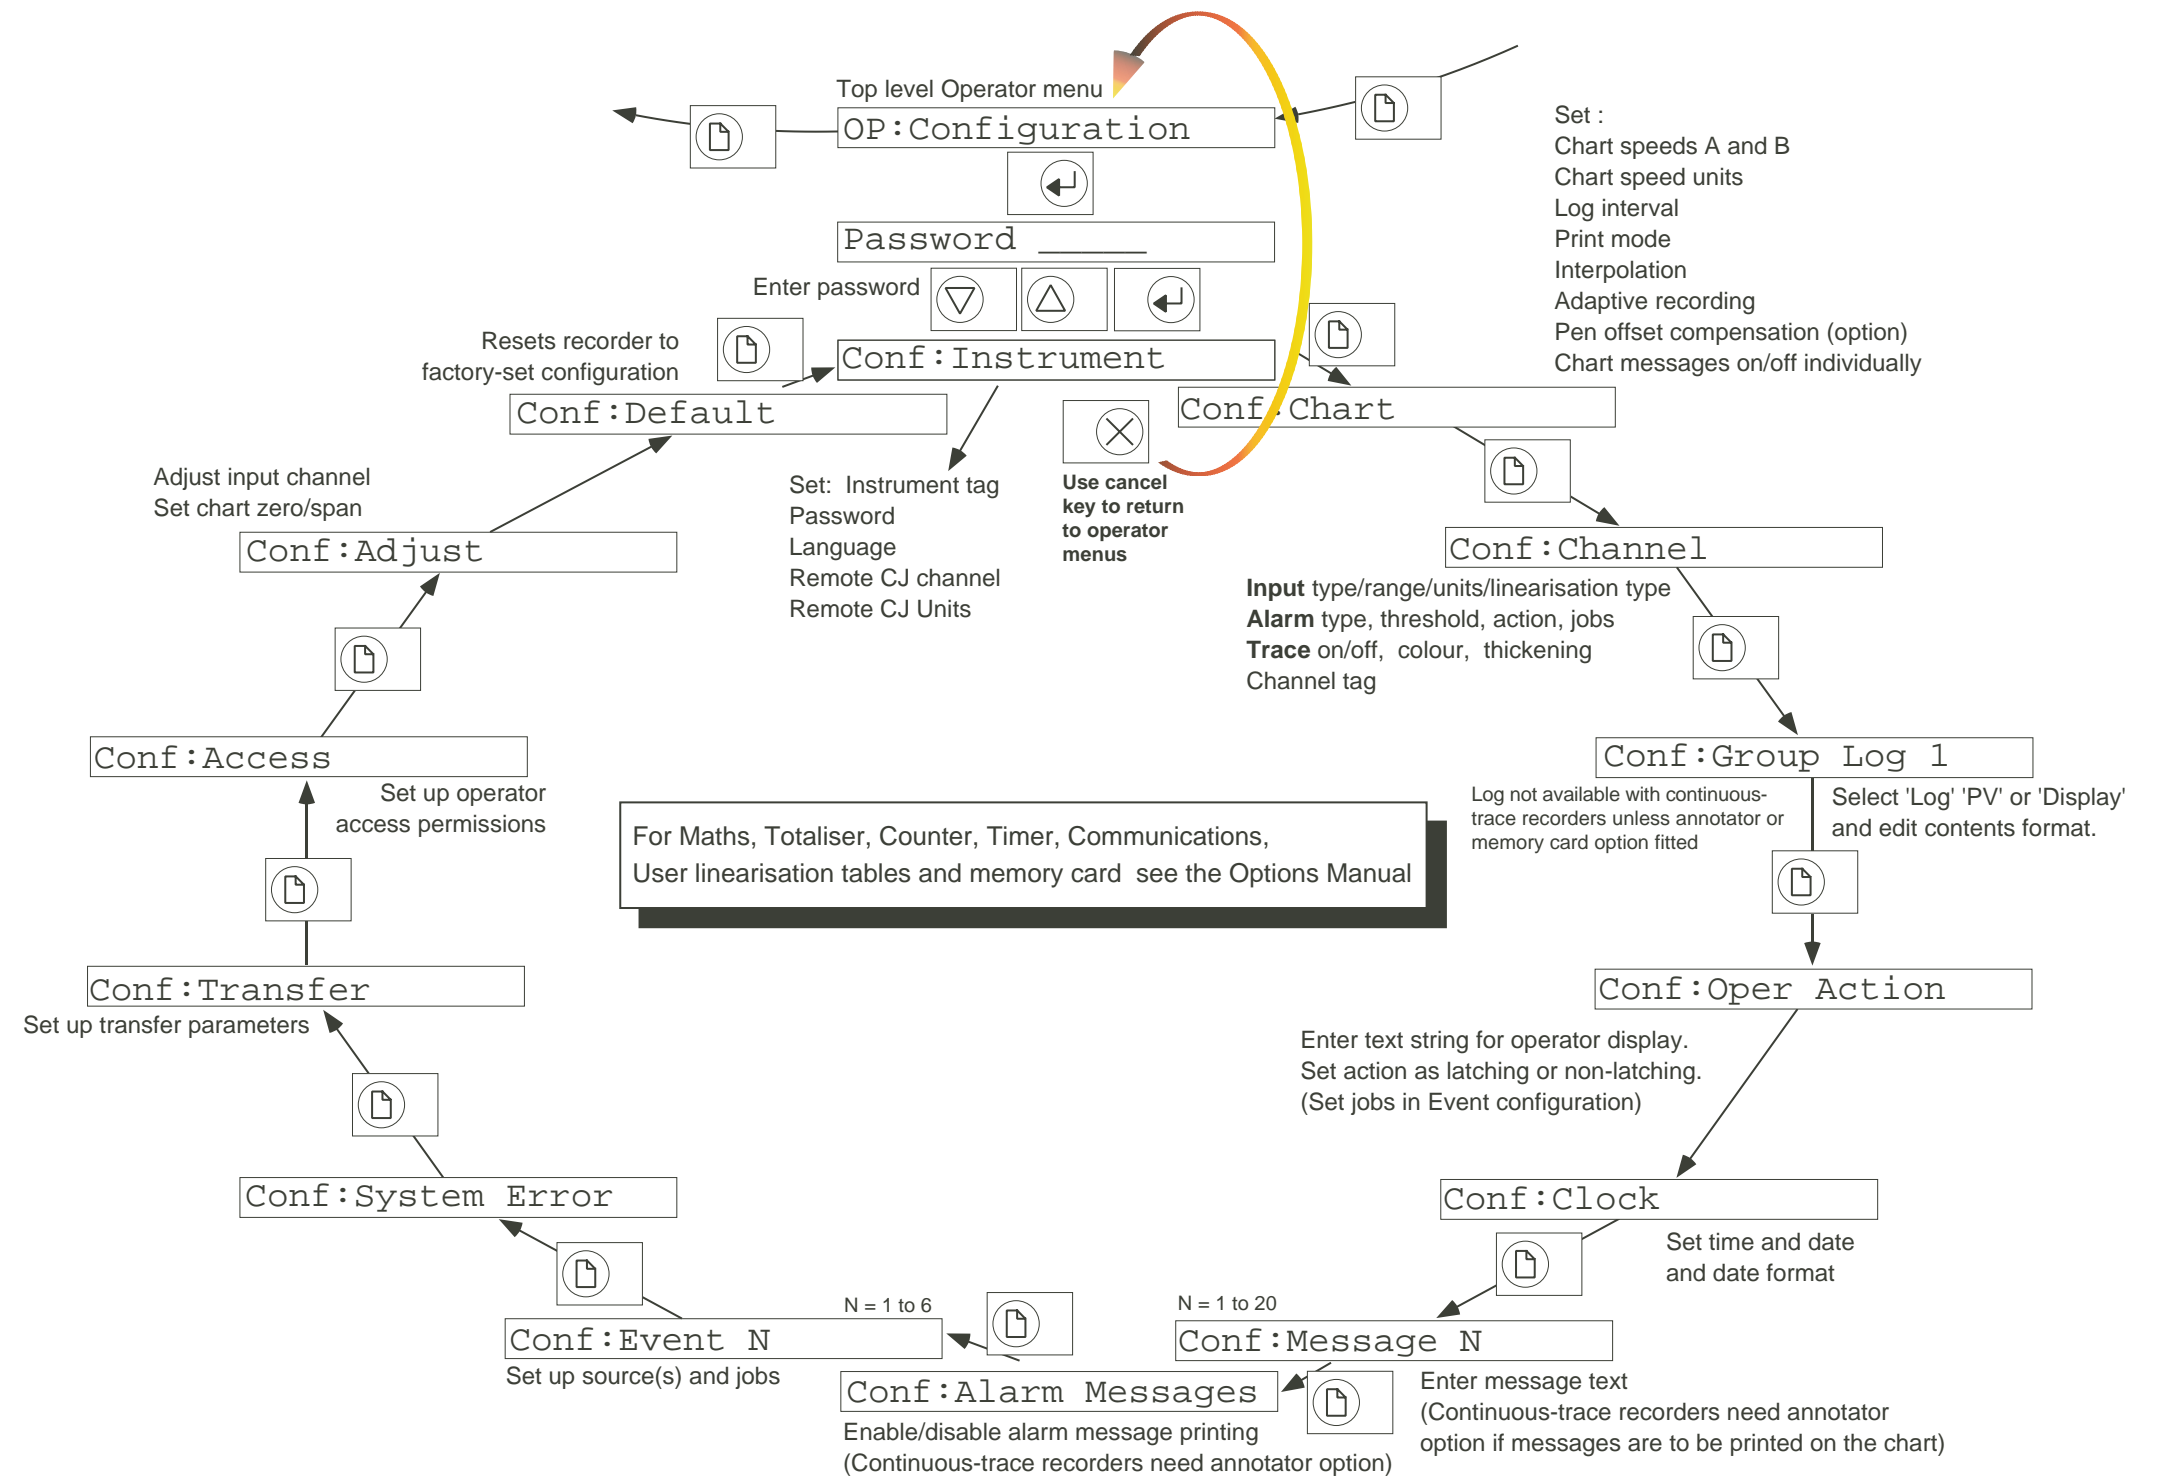 Top level Operator menu
OP:Configuration
Password _____
Enter password
Conf:Instrument
Set:  Instrument tag
Password
Language
Remote CJ channel
Remote CJ Units
Use cancel
key to return
to operator
menus
Set :
Chart speeds A and B
Chart speed units
Log interval
Print mode
Interpolation
Adaptive recording
Pen offset compensation (option)
Chart messages on/off individually
Conf:Chart
Conf:Channel
Input type/range/units/linearisation type
Alarm type, threshold, action, jobs
Trace on/off,  colour,  thickening
Channel tag
Conf:Group Log 1
Log not available with continuous-
trace recorders unless annotator or
memory card option fitted
Select 'Log' 'PV' or 'Display'
and edit contents format.
Conf:Oper Action
Enter text string for operator display.
Set action as latching or non-latching.
(Set jobs in Event configuration)
Conf:Clock
Set time and date
and date format
N = 1 to 20
Conf:Message N
Enter message text
(Continuous-trace recorders need annotator
option if messages are to be printed on the chart)
Conf:Alarm Messages
Enable/disable alarm message printing
(Continuous-trace recorders need annotator option)
N = 1 to 6
Conf:Event N
Set up source(s) and jobs
Conf:System Error
Conf:Transfer
Set up transfer parameters
Conf:Access
Set up operator
access permissions
Adjust input channel
Set chart zero/span
Conf:Adjust
Resets recorder to
factory-set configuration
Conf:Default
For Maths, Totaliser, Counter, Timer, Communications,
User linearisation tables and memory card  see the Options Manual